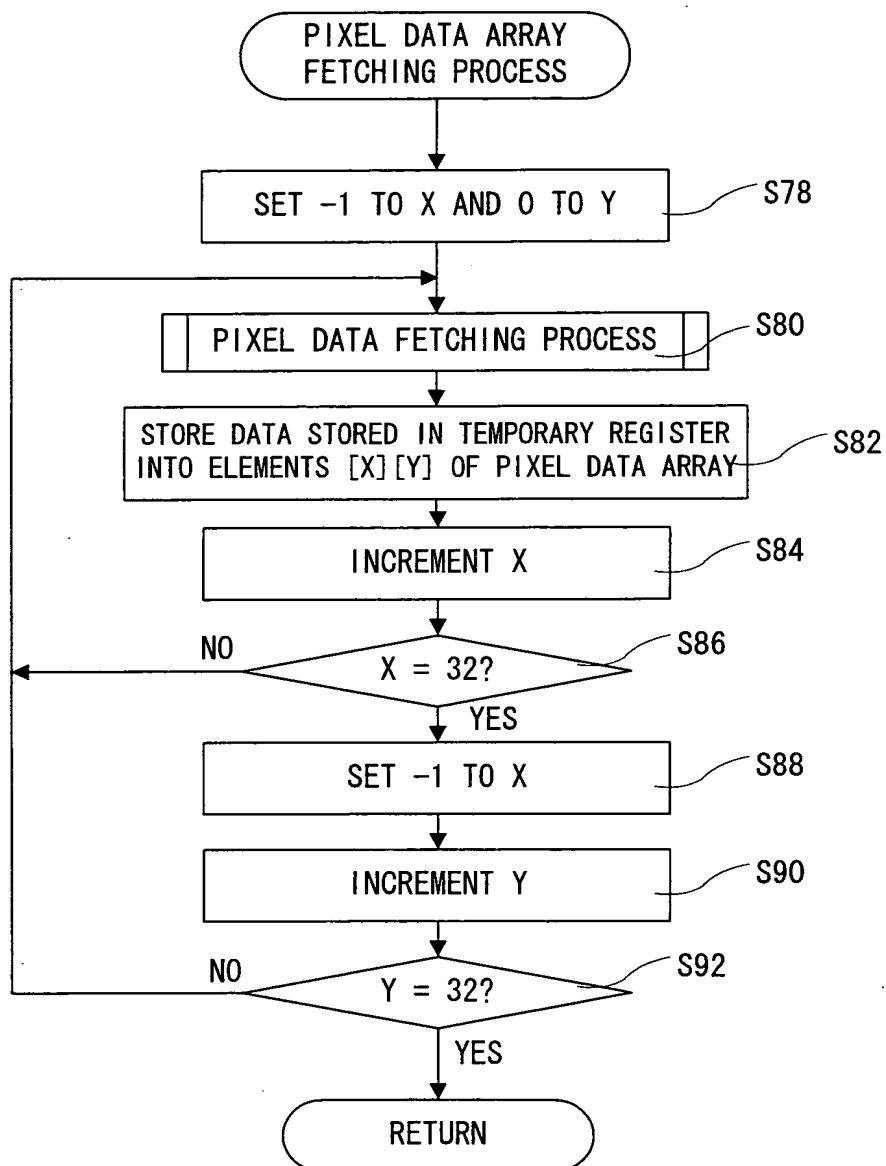 PIXEL DATA ARRAY
FETCHING PROCESS
SET -1 TO X AND 0 TO Y
S78
PIXEL DATA FETCHING PROCESS
S80
STORE DATA STORED IN TEMPORARY REGISTER
INTO ELEMENTS [X][Y] OF PIXEL DATA ARRAY
S82
INCREMENT X
S84
NO
X = 32?
S86
YES
SET -1 TO X
S88
INCREMENT Y
S90
NO
Y = 32?
S92
YES
RETURN